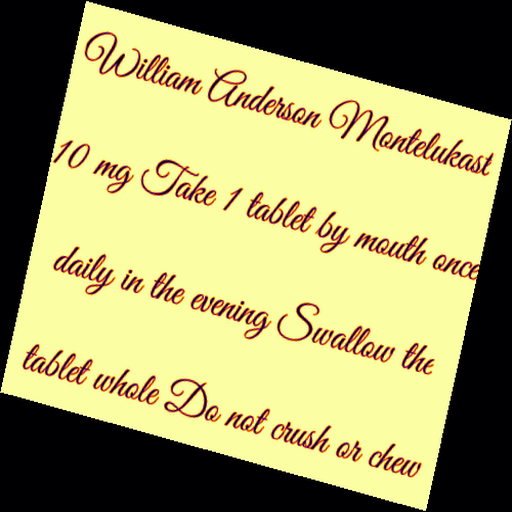 William Anderson Montelukast
10 mg Take 1 tablet by mouth once
daily in the evening Swallow the
tablet whole Do not crush or chew